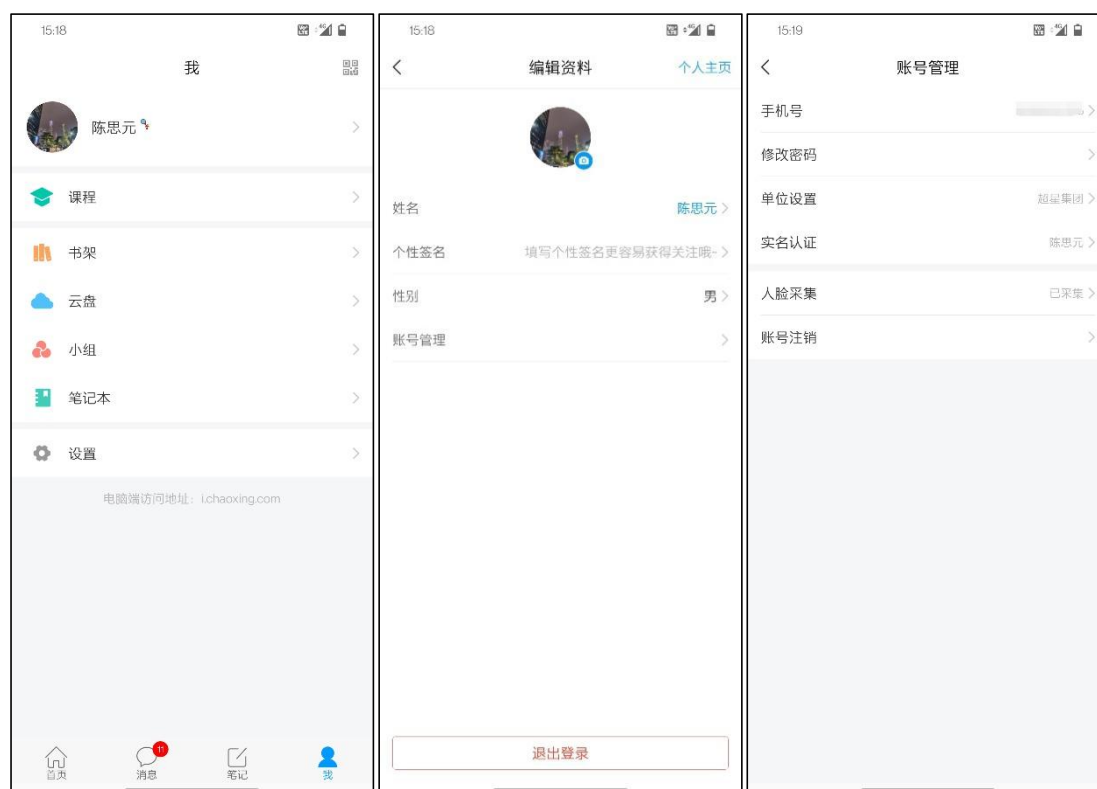 15:18
我
陈思元
课程
书架
云盘
小组
笔记本
设置
电脑端访问地址：i.chaoxing.com
首页
11
消息
笔记
我
15:18
编辑资料
个人主页
姓名
陈思元
个性签名
填写个性签名更容易获得关注哦~
性别
男
账号管理
退出登录
15:19
账号管理
手机号
修改密码
单位设置
超星集团
实名认证
陈思元
人脸采集
已采集
账号注销